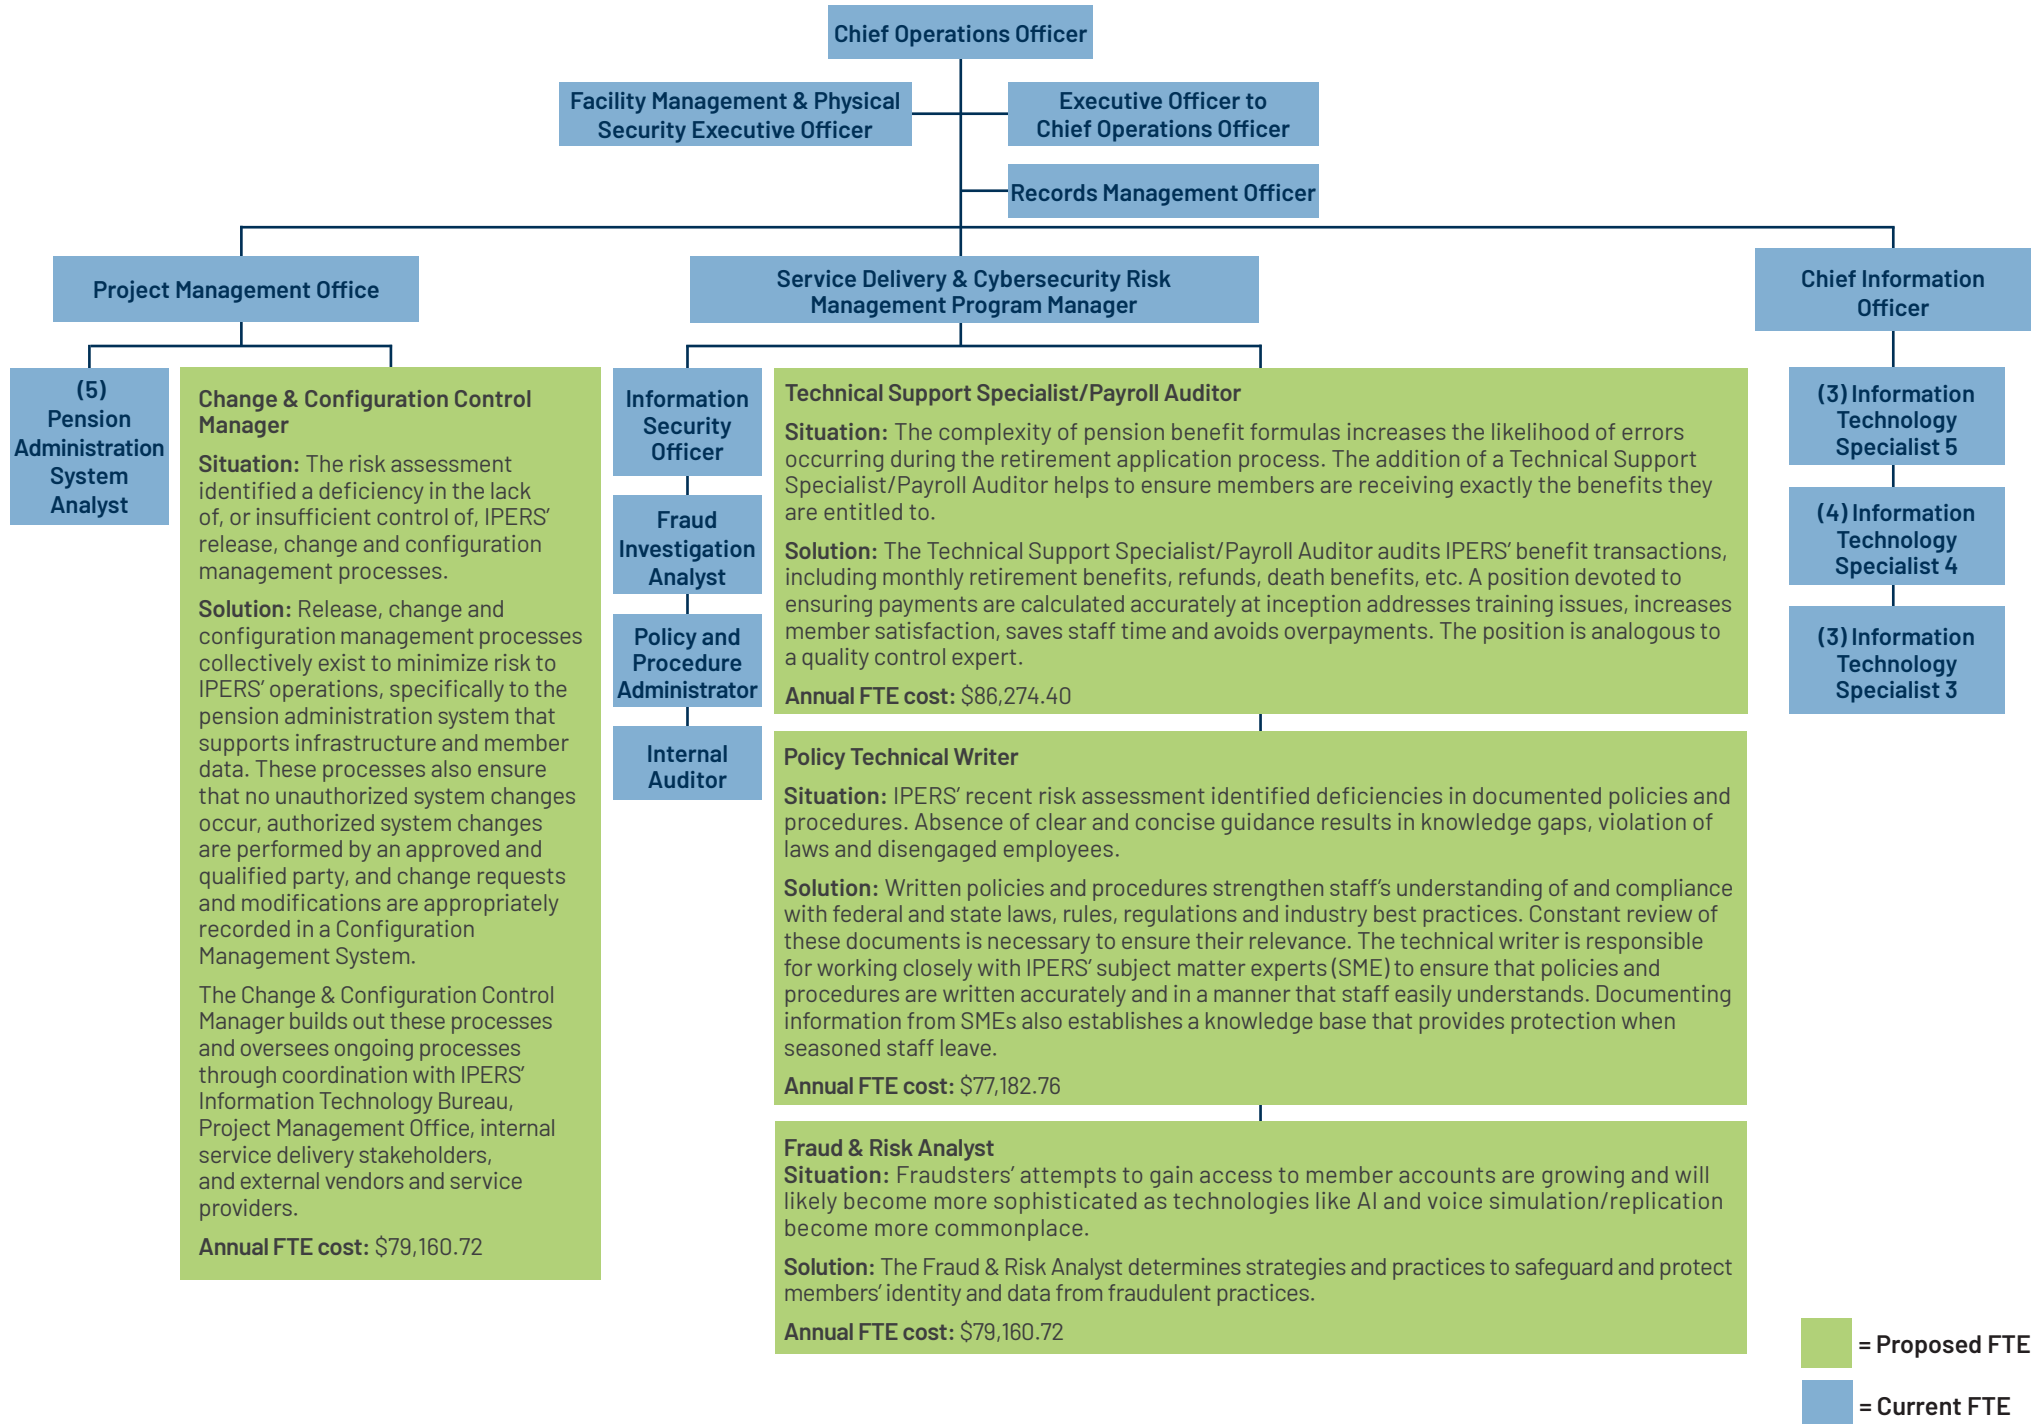 Chief Operations Officer
Facility Management & Physical
Security Executive Officer
Executive Officer to
Chief Operations Officer
Records Management Officer
Project Management Office
Service Delivery & Cybersecurity Risk
Management Program Manager
Chief Information
Officer
(5)
Pension
Administration
System
Analyst
Change & Configuration Control
Manager
Situation: The risk assessment
identified a deficiency in the lack
of, or insufficient control of, IPERS’
release, change and configuration
management processes.
Solution: Release, change and
configuration management processes
collectively exist to minimize risk to
IPERS’ operations, specifically to the
pension administration system that
supports infrastructure and member
data. These processes also ensure
that no unauthorized system changes
occur, authorized system changes
are performed by an approved and
qualified party, and change requests
and modifications are appropriately
recorded in a Configuration
Management System.
The Change & Configuration Control
Manager builds out these processes
and oversees ongoing processes
through coordination with IPERS’
Information Technology Bureau,
Project Management Office, internal
service delivery stakeholders,
and external vendors and service
providers.
Annual FTE cost: $79,160.72
Information
Security
Officer
Fraud
Investigation
Analyst
Policy and
Procedure
Administrator
Internal
Auditor
Technical Support Specialist/Payroll Auditor
Situation: The complexity of pension benefit formulas increases the likelihood of errors
occurring during the retirement application process. The addition of a Technical Support
Specialist/Payroll Auditor helps to ensure members are receiving exactly the benefits they
are entitled to.
Solution: The Technical Support Specialist/Payroll Auditor audits IPERS’ benefit transactions,
including monthly retirement benefits, refunds, death benefits, etc. A position devoted to
ensuring payments are calculated accurately at inception addresses training issues, increases
member satisfaction, saves staff time and avoids overpayments. The position is analogous to
a quality control expert.
Annual FTE cost: $86,274.40
Policy Technical Writer
Situation: IPERS’ recent risk assessment identified deficiencies in documented policies and
procedures. Absence of clear and concise guidance results in knowledge gaps, violation of
laws and disengaged employees.
Solution: Written policies and procedures strengthen staff’s understanding of and compliance
with federal and state laws, rules, regulations and industry best practices. Constant review of
these documents is necessary to ensure their relevance. The technical writer is responsible
for working closely with IPERS’ subject matter experts (SME) to ensure that policies and
procedures are written accurately and in a manner that staff easily understands. Documenting
information from SMEs also establishes a knowledge base that provides protection when
seasoned staff leave.
Annual FTE cost: $77,182.76
Fraud & Risk Analyst
Situation: Fraudsters’ attempts to gain access to member accounts are growing and will
likely become more sophisticated as technologies like AI and voice simulation/replication
become more commonplace.
Solution: The Fraud & Risk Analyst determines strategies and practices to safeguard and protect
members’ identity and data from fraudulent practices.
Annual FTE cost: $79,160.72
(3) Information
Technology
Specialist 5
(4) Information
Technology
Specialist 4
(3) Information
Technology
Specialist 3
= Proposed FTE
= Current FTE